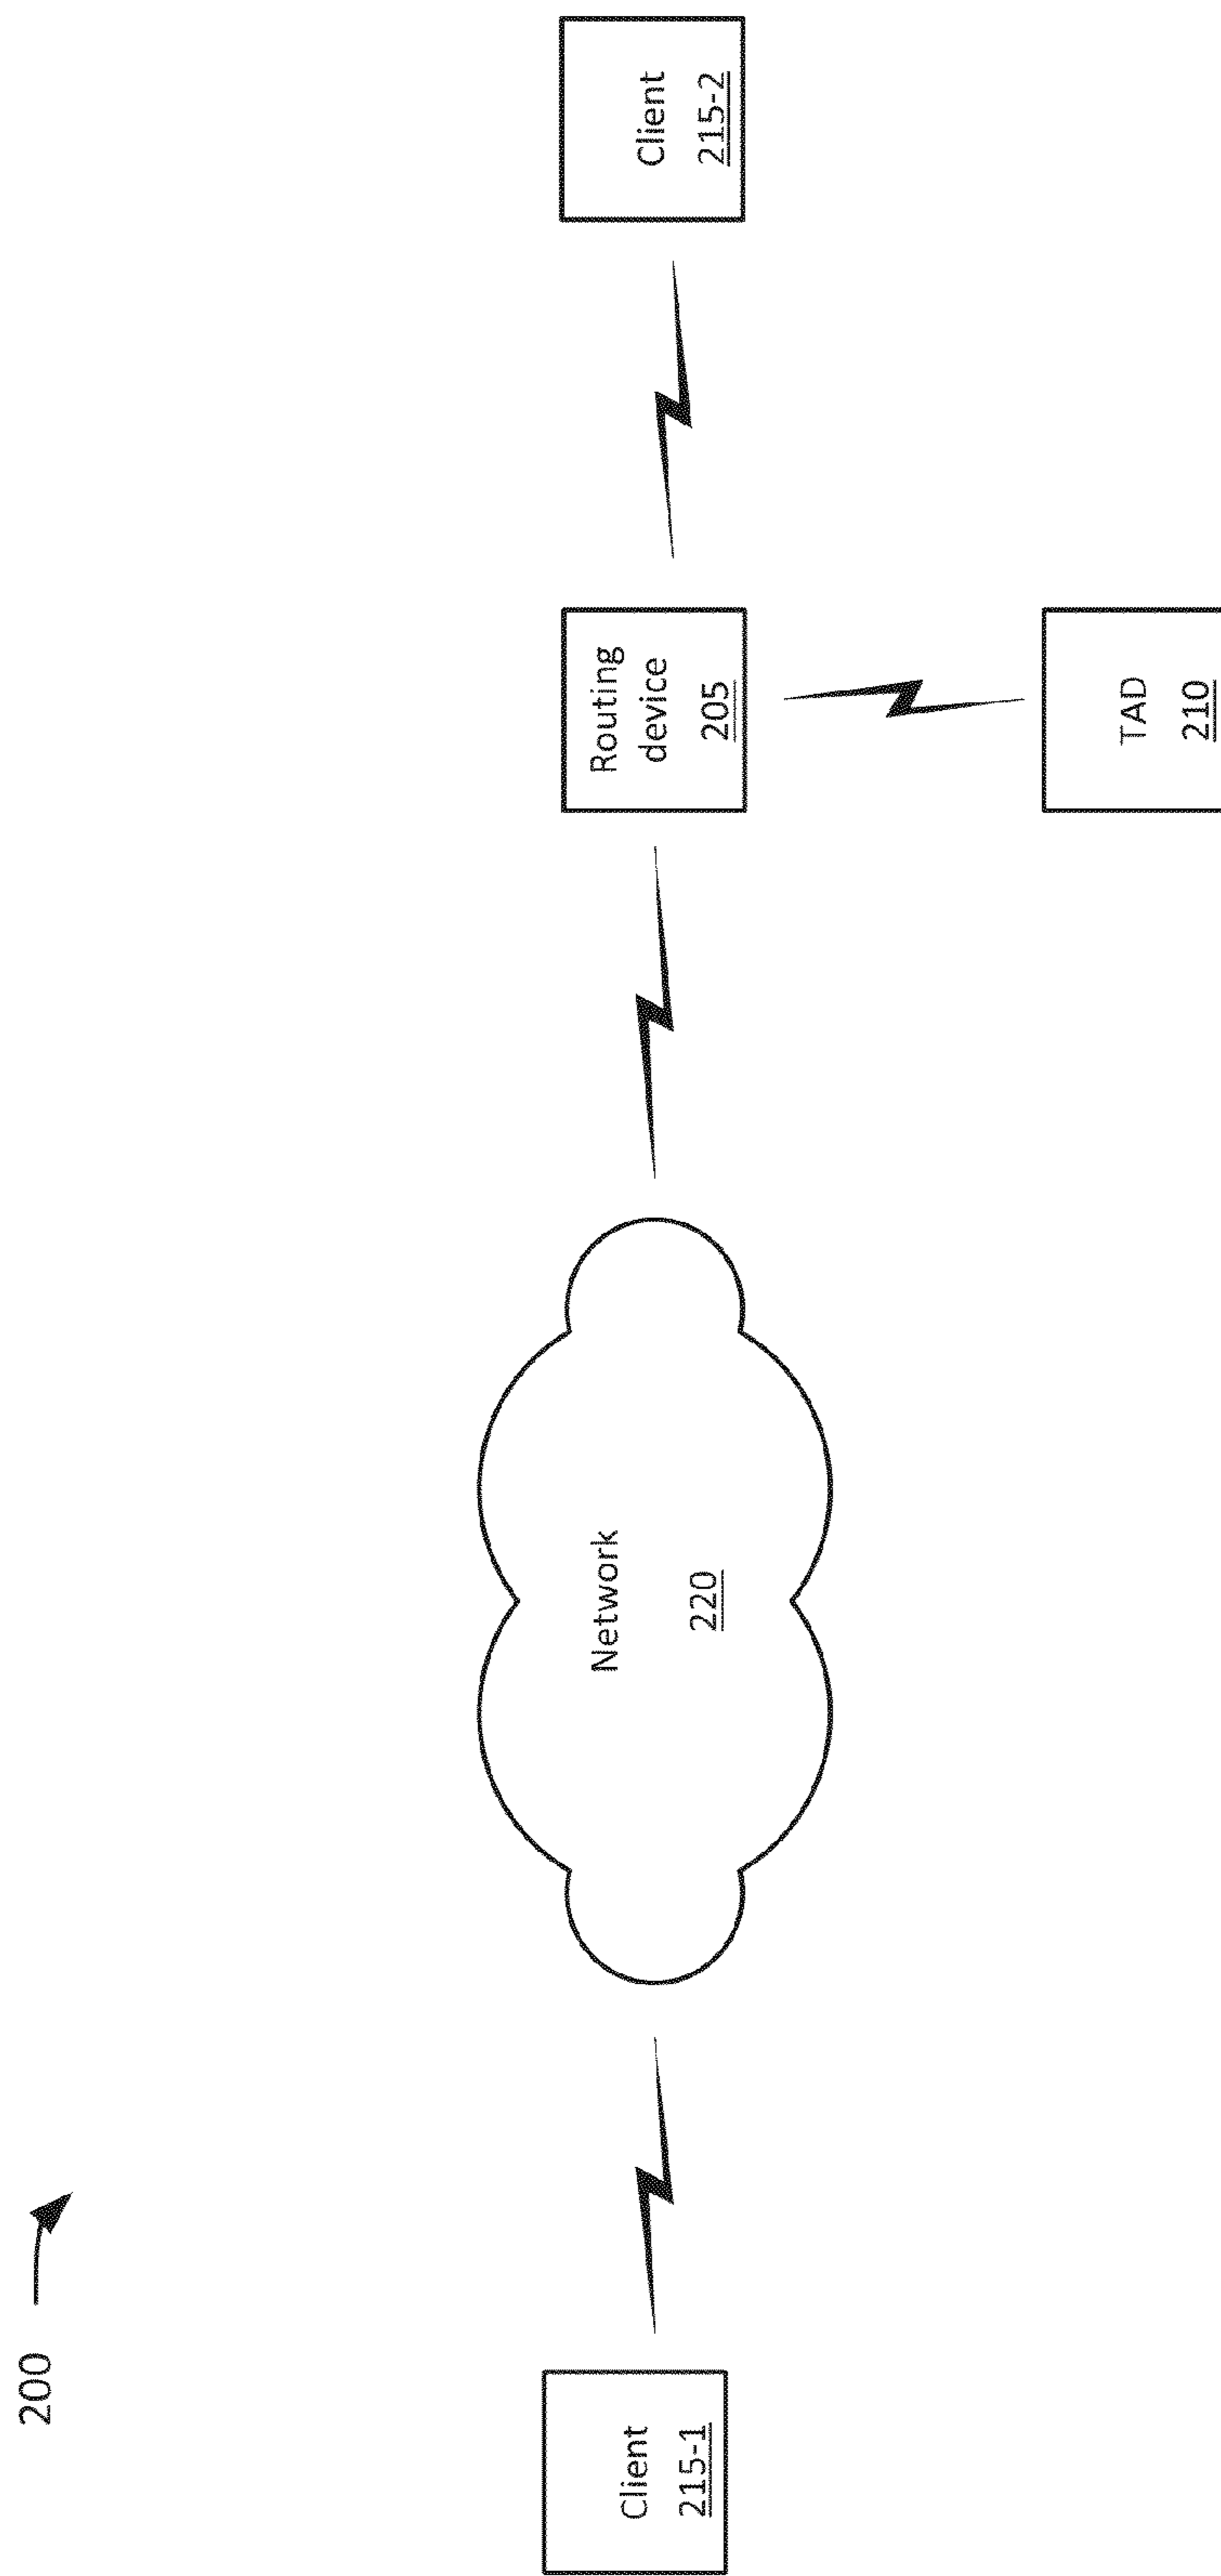 200
Client
215-1
Network
220
Routing
device
205
Client
215-2
TAD
210